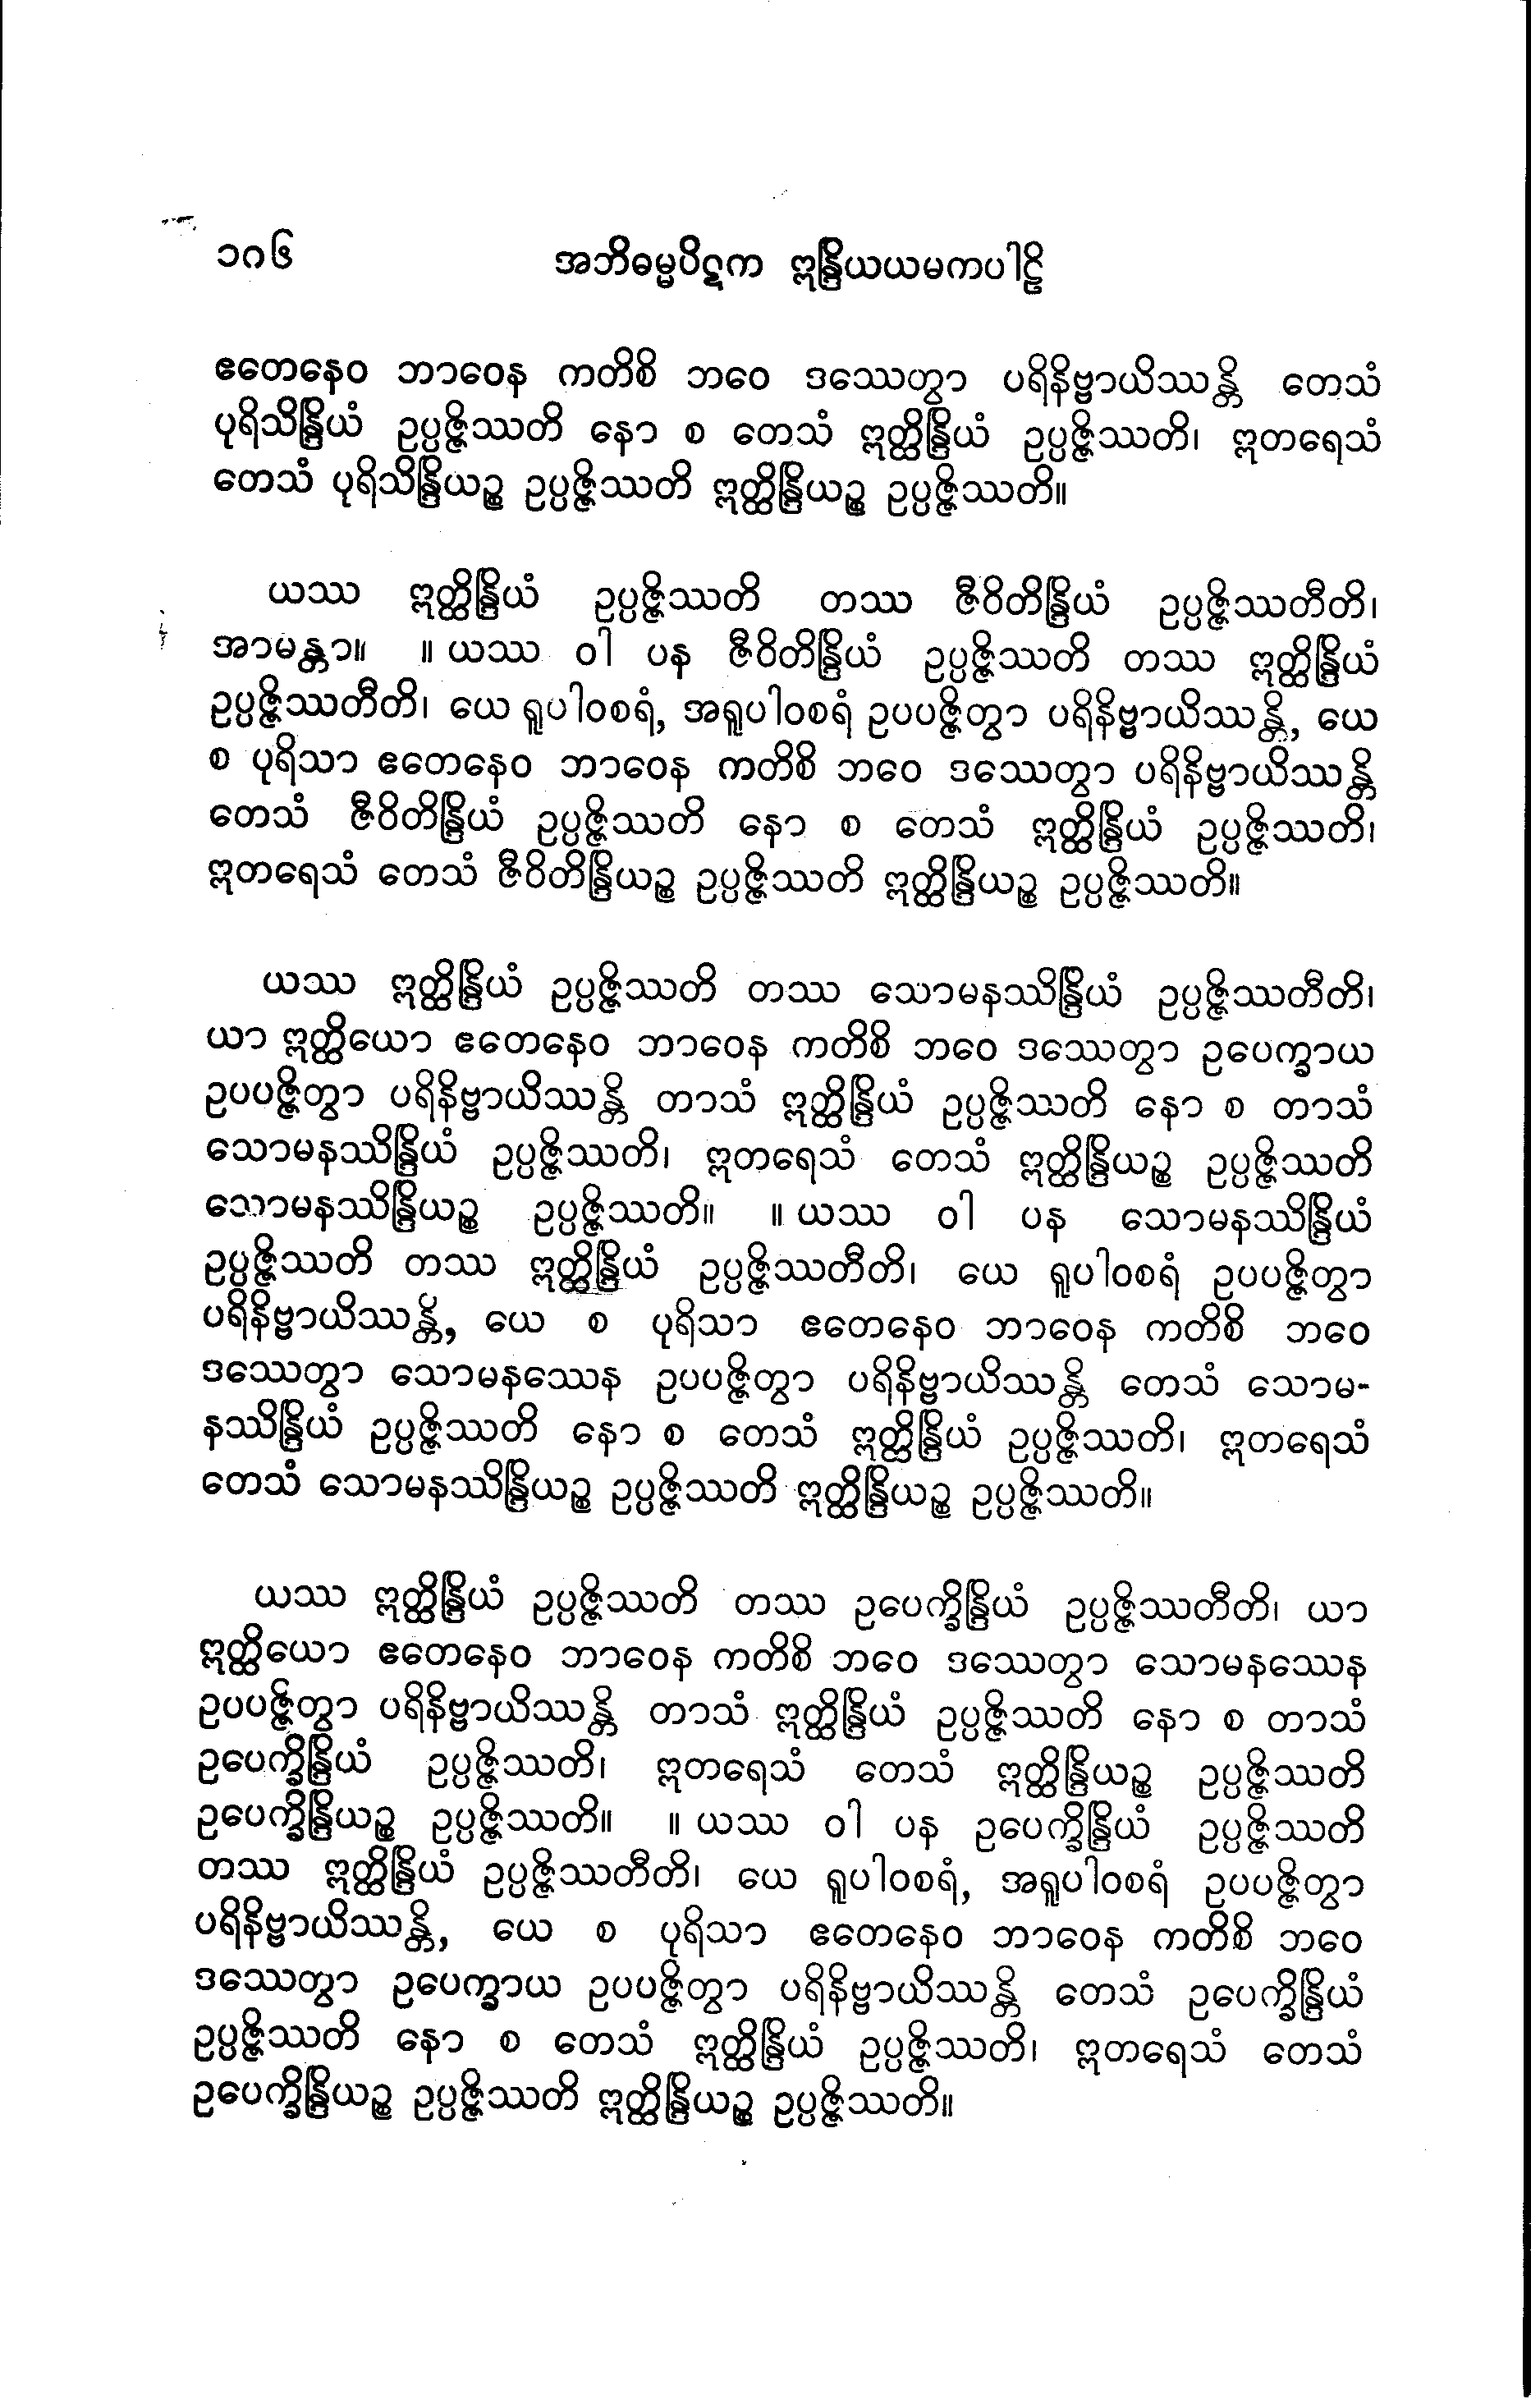 ၁၈၆ အဘိဓမ္မပိဋက ဣန္ဒြိယယမကပါဠိ
ဧတေနေဝ ဘာဝေန ကတိစိ ဘဝေ ဒဿေတွာ ပရိနိဗ္ဗာယိဿန္တိ တေသံ
ပုရိသိန္ဒြိယံ ဥပ္ပဇ္ဇိဿတိ နော စ တေသံ ဣတ္ထိန္ဒြိယံ ဥပ္ပဇ္ဇိဿတိ၊ ဣတရေသံ
တေသံ ပုရိသိန္ဒြိယဉ္စ ဥပ္ပဇ္ဇိဿတိ ဣတ္ထိန္ဒြိယဉ္စ ဥပ္ပဇ္ဇိဿတိ။
ယဿ ဣတ္ထိန္ဒြိယံ ဥပ္ပဇ္ဇိဿတိ တဿ ဇီဝိတိန္ဒြိယံ ဥပ္ပဇ္ဇိဿတီတိ၊
အာမန္တာ။ ။ ယဿ ဝါ ပန ဇီဝိတိန္ဒြိယံ ဥပ္ပဇ္ဇိဿတိ တဿ ဣတ္ထိန္ဒြိယံ
ဥပ္ပဇ္ဇိဿတီတိ၊ ယေ ရူပါဝစရံ, အရူပါဝစရံ ဥပပဇ္ဇိတွာ ပရိနိဗ္ဗာယိဿန္တိ, ယေ
စ ပုရိသာ ဧတေနေဝ ဘာဝေန ကတိစိ ဘဝေ ဒဿေတွာ ပရိနိဗ္ဗာယိဿန္တိ
တေသံ ဇီဝိတိန္ဒြိယံ ဥပ္ပဇ္ဇိဿတိ နော စ တေသံ ဣတ္ထိန္ဒြိယံ ဥပ္ပဇ္ဇိဿတိ၊
ဣတရေသံ တေသံ ဇီဝိတိန္ဒြိယဉ္စ ဥပ္ပဇ္ဇိဿတိ ဣတ္ထိန္ဒြိယဉ္စ ဥပ္ပဇ္ဇိဿတိ။
ယဿ ဣတ္ထိန္ဒြိယံ ဥပ္ပဇ္ဇိဿတိ တဿ သောမနဿိန္ဒြိယံ ဥပ္ပဇ္ဇိဿတီတိ၊
ယာ ဣတ္ထိယော ဧတေနေဝ ဘာဝေန ကတိစိ ဘဝေ ဒဿေတွာ ဥပေက္ခာယ
ဥပပဇ္ဇိတွာ ပရိနိဗ္ဗာယိဿန္တိ တာသံ ဣတ္ထိန္ဒြိယံ ဥပ္ပဇ္ဇိဿတိ နော စ တာသံ
သောမနဿိန္ဒြိယံ ဥပ္ပဇ္ဇိဿတိ၊ ဣတရေသံ တေသံ ဣတ္ထိန္ဒြိယဉ္စ ဥပ္ပဇ္ဇိဿတိ
သောမနဿိန္ဒြိယဉ္စ ဥပ္ပဇ္ဇိဿတိ။ ။ ယဿ ဝါ ပန သောမနဿိန္ဒြိယံ
ဥပ္ပဇ္ဇိဿတိ တဿ ဣတ္ထိန္ဒြိယံ ဥပ္ပဇ္ဇိဿတီတိ၊ ယေ ရူပါဝစရံ ဥပပဇ္ဇိတွာ
ပရိနိဗ္ဗာယိဿန္တိ, ယေ စ ပုရိသာ ဧတေနေဝ ဘာဝေန ကတိစိ ဘဝေ
ဒဿေတွာ သောမနဿေန ဥပပဇ္ဇိတွာ ပရိနိဗ္ဗာယိဿန္တိ တေသံ သောမ-
နဿိန္ဒြိယံ ဥပ္ပဇ္ဇိဿတိ နော စ တေသံ ဣတ္ထိန္ဒြိယံ ဥပ္ပဇ္ဇိဿတိ၊ ဣတရေသံ
တေသံ သောမနဿိန္ဒြိယဉ္စ ဥပ္ပဇ္ဇိဿတိ ဣတ္ထိန္ဒြိယဉ္စ ဥပ္ပဇ္ဇိဿတိ။
ယဿ ဣတ္ထိန္ဒြိယံ ဥပ္ပဇ္ဇိဿတိ တဿ ဥပေက္ခိန္ဒြိယံ ဥပ္ပဇ္ဇိဿတီတိ၊ ယာ
ဣတ္ထိယော ဧတေနေဝ ဘာဝေန ကတိစိ ဘဝေ ဒဿေတွာ သောမနဿေန
ဥပပဇ္ဇိတွာ ပရိနိဗ္ဗာယိဿန္တိ တာသံ ဣတ္ထိန္ဒြိယံ ဥပ္ပဇ္ဇိဿတိ နော စ တာသံ
ဥပေက္ခိန္ဒြိယံ ဥပ္ပဇ္ဇိဿတိ၊ ဣတရေသံ တေသံ ဣတ္ထိန္ဒြိယဉ္စ ဥပ္ပဇ္ဇိဿတိ
ဥပေက္ခိန္ဒြိယဉ္စ ဥပ္ပဇ္ဇိဿတိ။ ။ ယဿ ဝါ ပန ဥပေက္ခိန္ဒြိယံ ဥပ္ပဇ္ဇိဿတိ
တဿ ဣတ္ထိန္ဒြိယံ ဥပ္ပဇ္ဇိဿတီတိ၊ ယေ ရူပါဝစရံ, အရူပါဝစရံ ဥပပဇ္ဇိတွာ
ပရိနိဗ္ဗာယိဿန္တိ, ယေ စ ပုရိသာ ဧတေနေဝ ဘာဝေန ကတိစိ ဘဝေ
ဒဿေတွာ ဥပေက္ခာယ ဥပပဇ္ဇိတွာ ပရိနိဗ္ဗာယိဿန္တိ တေသံ ဥပေက္ခိန္ဒြိယံ
ဥပ္ပဇ္ဇိဿတိ နော စ တေသံ ဣတ္ထိန္ဒြိယံ ဥပ္ပဇ္ဇိဿတိ၊ ဣတရေသံ တေသံ
ဥပေက္ခိန္ဒြိယဉ္စ ဥပ္ပဇ္ဇိဿတိ ဣတ္ထိန္ဒြိယဉ္စ ဥပ္ပဇ္ဇိဿတိ။